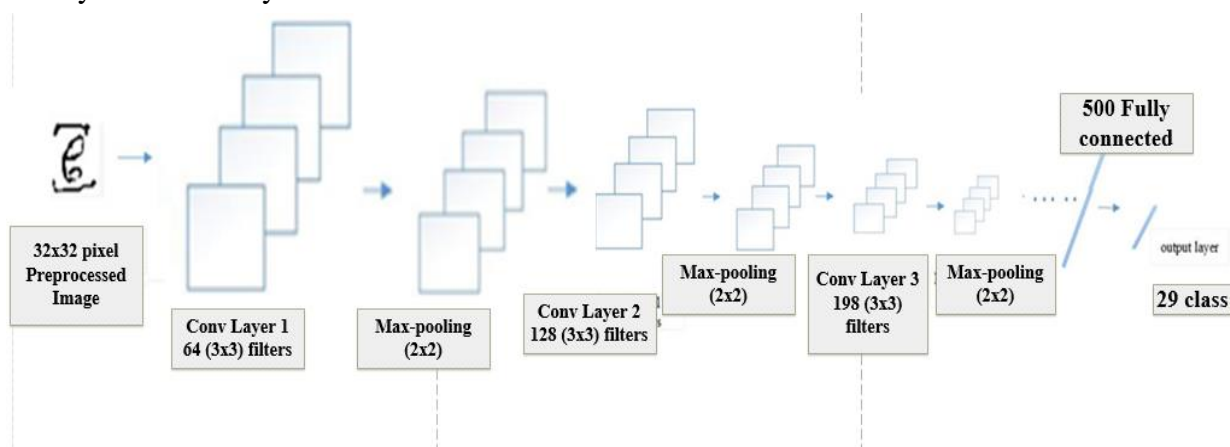 32x32 pixel
Preprocessed
Image
Conv Layer 1
64 (3x3) filters
Max-pooling
(2x2)
Conv Layer 2
128 (3x3) filters
Max-pooling
(2x2)
Conv Layer 3
198 (3x3)
filters
Max-pooling
(2x2)
500 Fully
connected
output layer
29 class